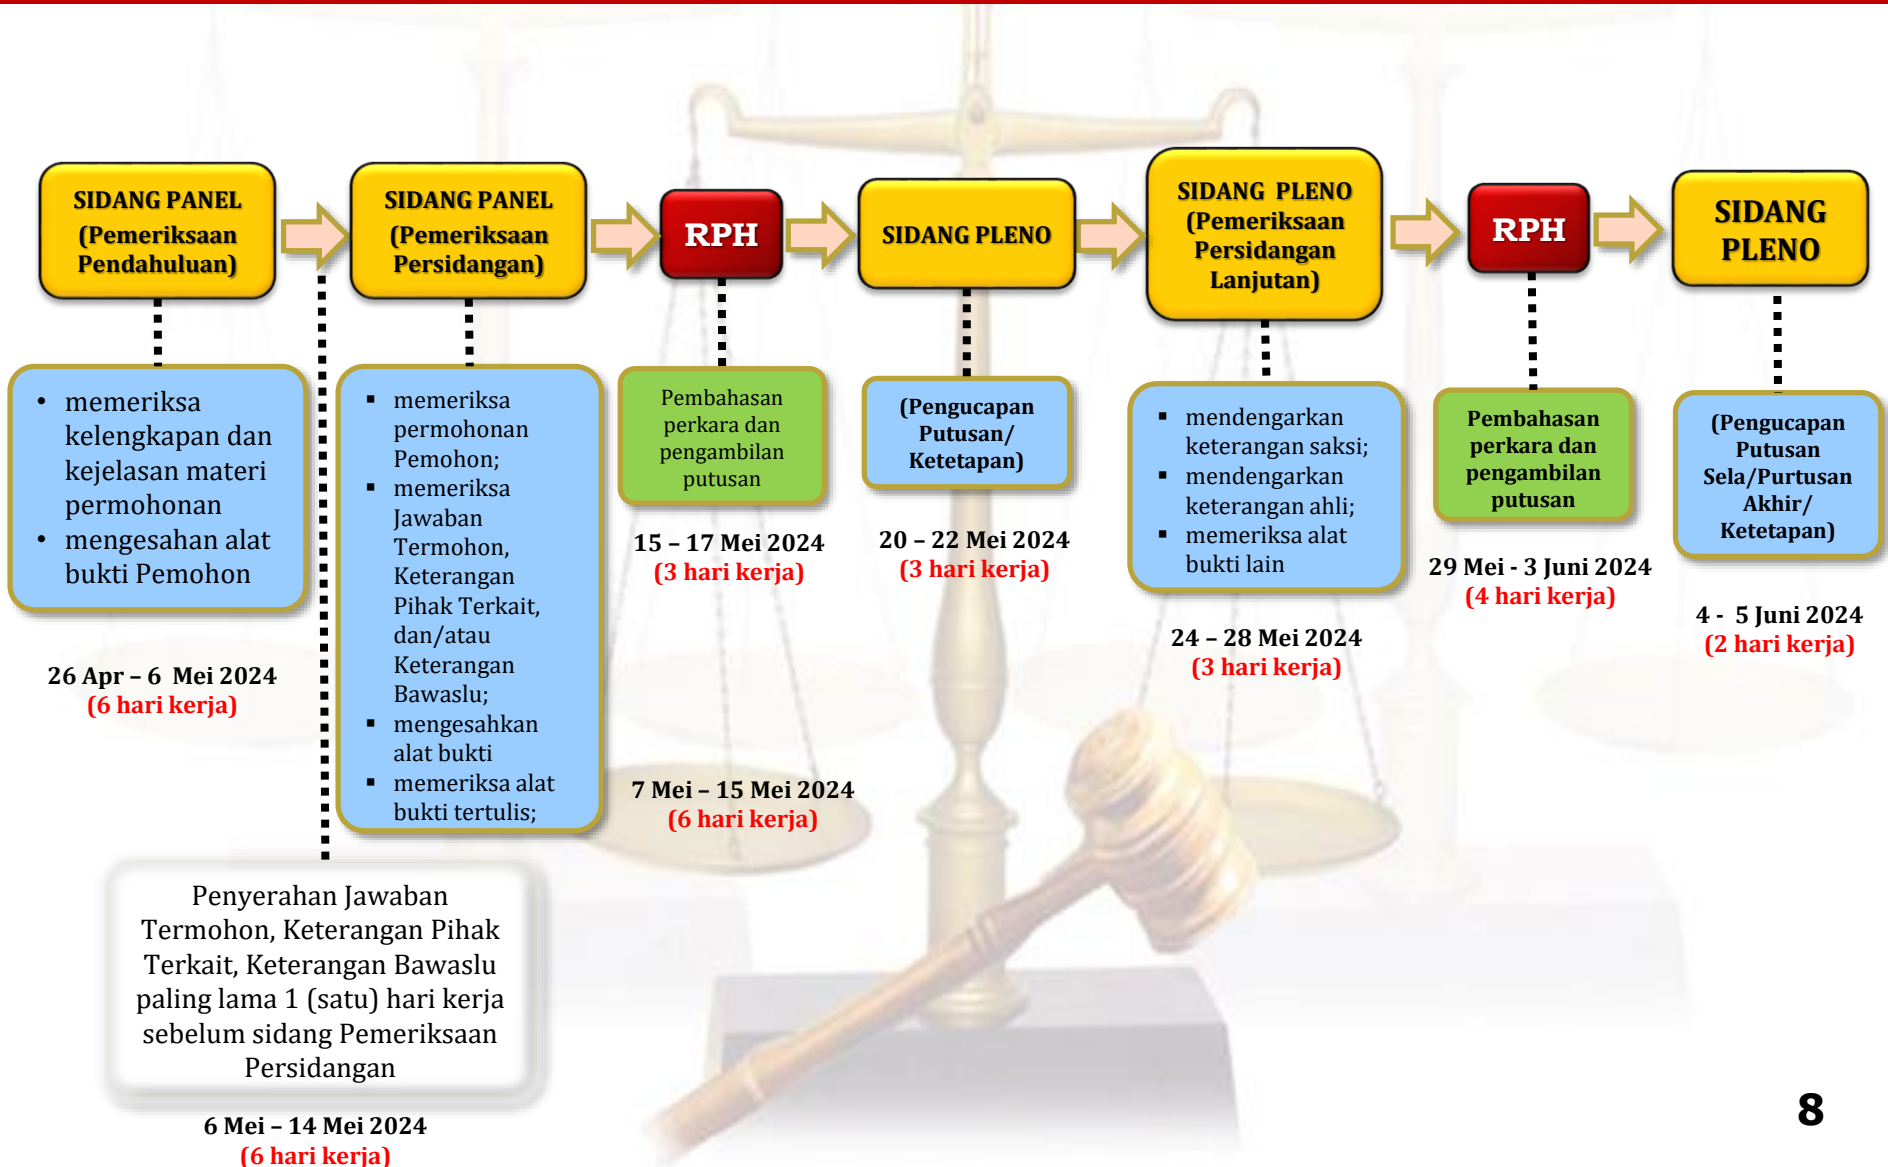 SIDANG PANEL
(Pemeriksaan
Pendahuluan)
SIDANG PANEL
(Pemeriksaan
Persidangan)
RPH
SIDANG PLENO
SIDANG PLENO
(Pemeriksaan
Persidangan
Lanjutan)
RPH
SIDANG
PLENO
• memeriksa
kelengkapan dan
kejelasan materi
permohonan
• mengesahan alat
bukti Pemohon
26 Apr – 6 Mei 2024
(6 hari kerja)
▪ memeriksa
permohonan
Pemohon;
▪ memeriksa
Jawaban
Termohon,
Keterangan
Pihak Terkait,
dan/atau
Keterangan
Bawaslu;
▪ mengesahkan
alat bukti
▪ memeriksa alat
bukti tertulis;
7 Mei – 15 Mei 2024
(6 hari kerja)
Pembahasan
perkara dan
pengambilan
putusan
15 – 17 Mei 2024
(3 hari kerja)
(Pengucapan
Putusan/
Ketetapan)
20 – 22 Mei 2024
(3 hari kerja)
▪ mendengarkan
keterangan saksi;
▪ mendengarkan
keterangan ahli;
▪ memeriksa alat
bukti lain
24 – 28 Mei 2024
(3 hari kerja)
Pembahasan
perkara dan
pengambilan
putusan
29 Mei - 3 Juni 2024
(4 hari kerja)
(Pengucapan
Putusan
Sela/Purtusan
Akhir/
Ketetapan)
4 - 5 Juni 2024
(2 hari kerja)
Penyerahan Jawaban
Termohon, Keterangan Pihak
Terkait, Keterangan Bawaslu
paling lama 1 (satu) hari kerja
sebelum sidang Pemeriksaan
Persidangan
6 Mei – 14 Mei 2024
(6 hari kerja)
8